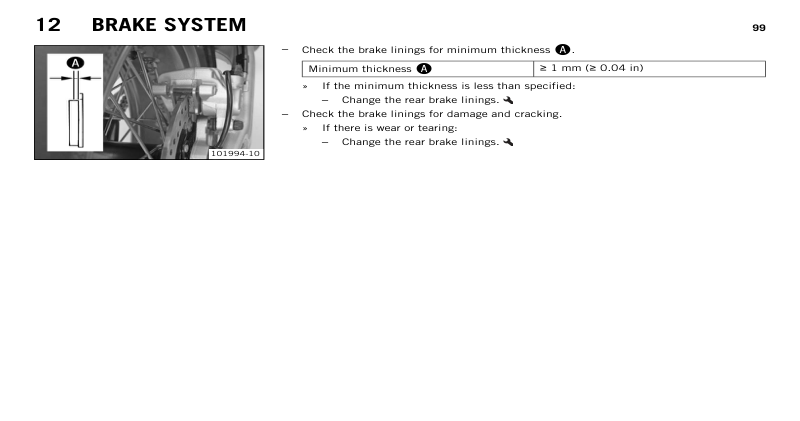 12 BRAKE SYSTEM 99
A
101994-10
– Check the brake linings for minimum thickness A.
Minimum thickness A ≥ 1 mm (≥ 0.04 in)
» If the minimum thickness is less than specified:
– Change the rear brake linings.
– Check the brake linings for damage and cracking.
» If there is wear or tearing:
– Change the rear brake linings.